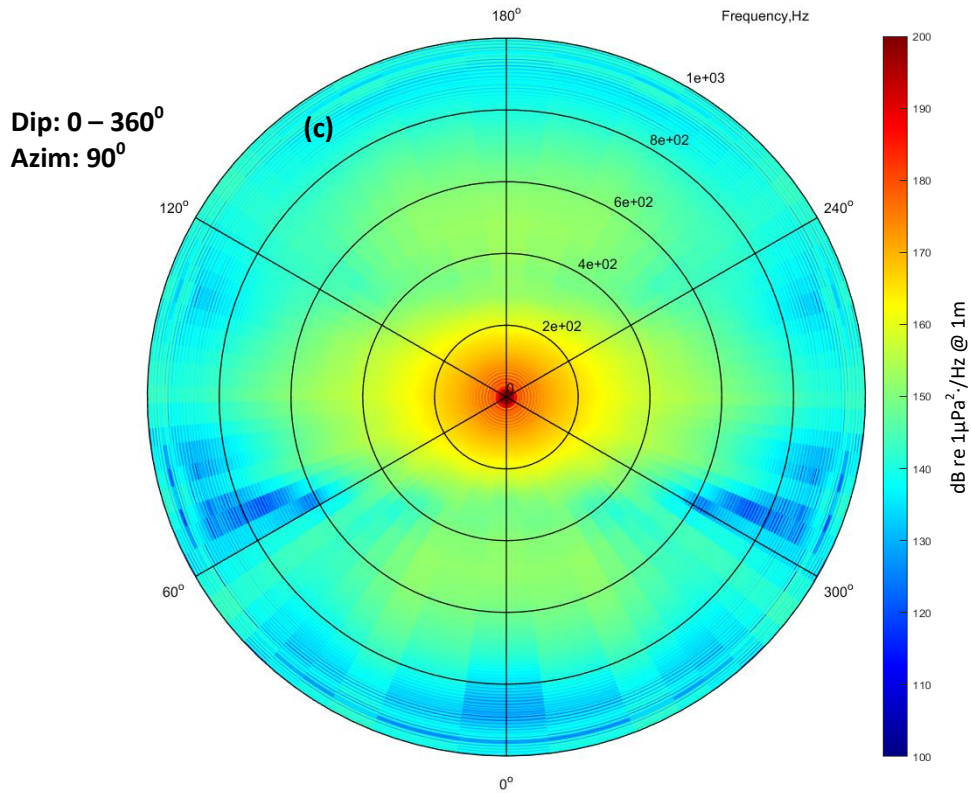 180°
Frequency,Hz
200
1e+03
Dip: 0 – 360⁰
Azim: 90⁰
(c)
8e+02
190
120°
240°
6e+02
180
4e+02
170
2e+02
160
0
150
140
130
60°
300°
120
110
100
0°
dB re 1µPa²·/Hz @ 1m